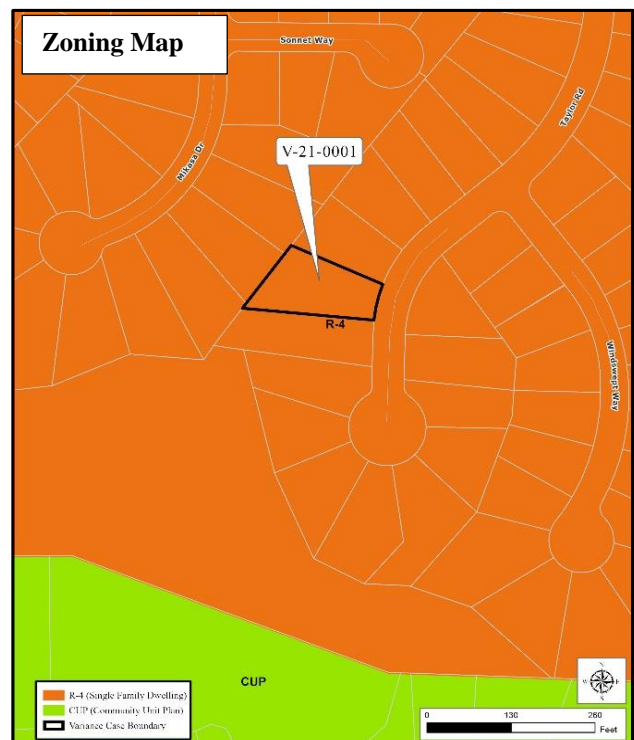 Zoning Map
Sonnet Way
Taylor Rd
V-21-0001
Mikasa Dr
R-4
Windswept Way
CUP
R-4 (Single Family Dwelling)
CUP (Community Unit Plan)
Variance Case Boundary
N
W E
S
0 130 260
Feet